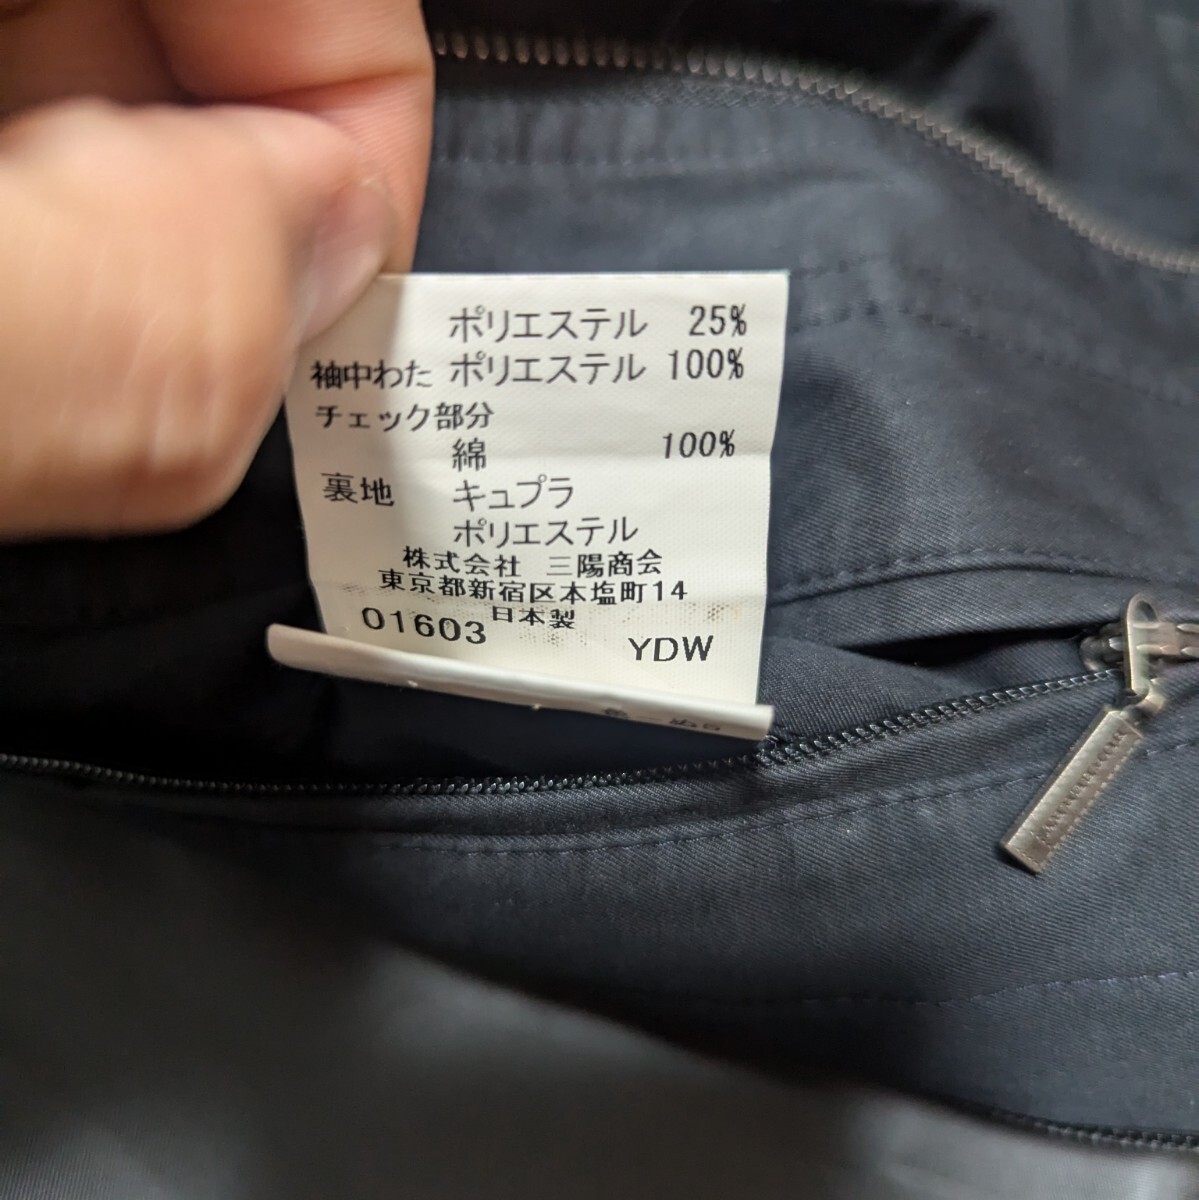 ポリエステル 25%
袖中わた ポリエステル 100%
チェック部分
綿 100%
裏地 キュプラ
ポリエステル
株式会社 三陽商会
東京都新宿区本塩町14
日本製
01603 YDW